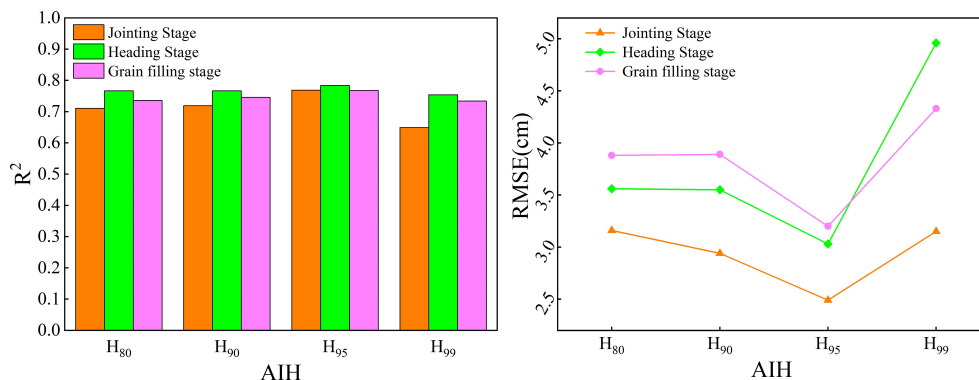 1.0
0.9
0.8
0.7
0.6
0.5
0.4
0.3
0.2
0.1
0.0
R²
Jointing Stage
Heading Stage
Grain filling stage
H₈₀ H₉₀ H₉₅ H₉₉
AIH
5.0
4.5
4.0
3.5
3.0
2.5
RMSE(cm)
Jointing Stage
Heading Stage
Grain filling stage
H₈₀ H₉₀ H₉₅ H₉₉
AIH